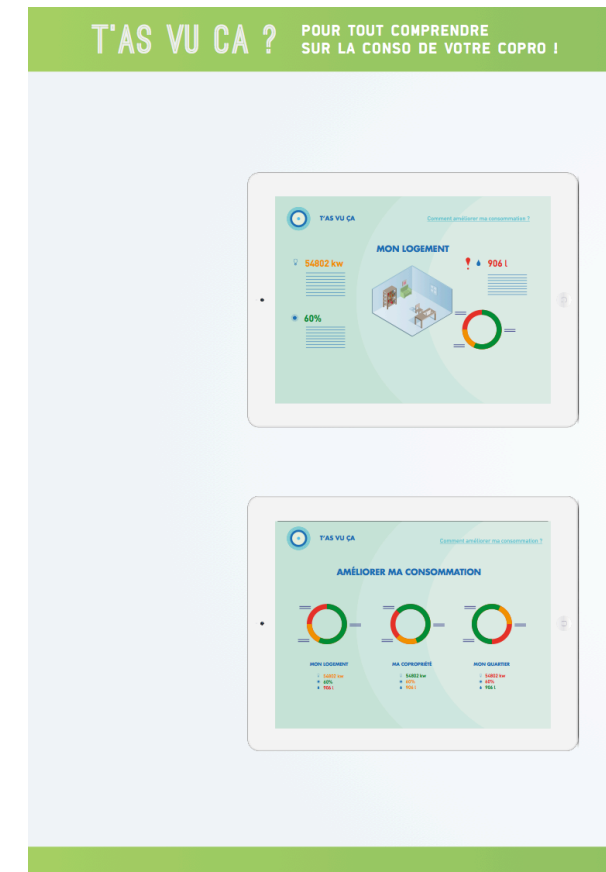 T'AS VU CA ?
POUR TOUT COMPRENDRE
SUR LA CONSO DE VOTRE COPRO !
T'AS VU ÇA
Comment améliorer ma consommation ?
MON LOGEMENT
54802 kw
906 l
60%
T'AS VU ÇA
Comment améliorer ma consommation ?
AMÉLIORER MA CONSOMMATION
MON LOGEMENT
MA COPROPRIÉTÉ
MON QUARTIER
54802 kw
54802 kw
54802 kw
60%
60%
60%
906 l
906 l
906 l